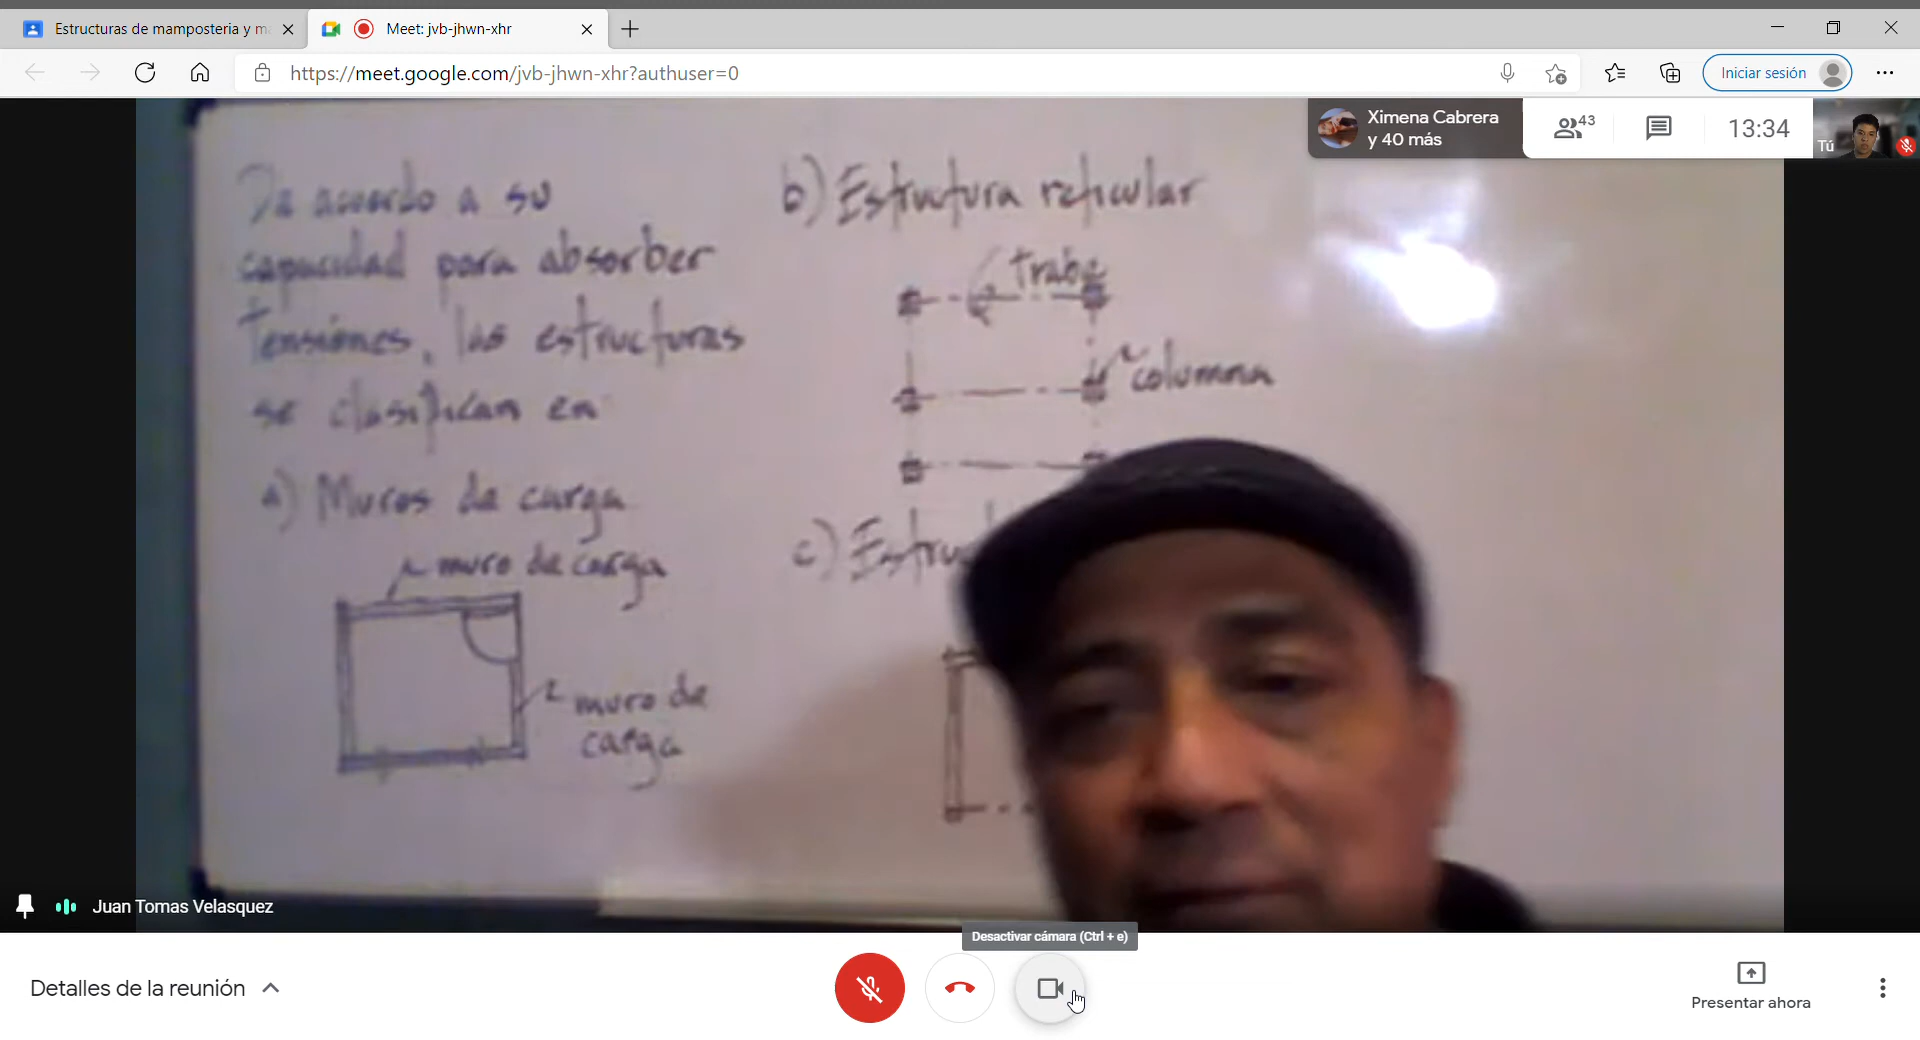 Estructuras de mamposteria y ma
Meet: jvb-jhwn-xhr
https://meet.google.com/jvb-jhwn-xhr?authuser=0
Iniciar sesión
Ximena Cabrera
y 40 más
43
13:34
Tú
De acuerdo a su
capacidad para absorber
Tensiones, las estructuras
se clasifican en
a) Muros de carga
muro de carga
muro de
carga
b) Estructura reticular
trabe
columna
c) Estruc
Juan Tomas Velasquez
Desactivar cámara (Ctrl + e)
Detalles de la reunión
Presentar ahora